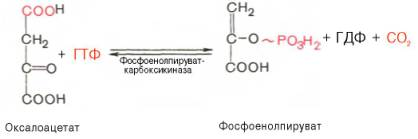 COOH
CH₂
C=O
COOH
+ ГТФ
Фосфоенолпируват-
карбоксикиназа
CH₂
C—O~PO₃H₂
COOH
+ ГДФ + CO₂
Оксалоацетат
Фосфоенолпируват